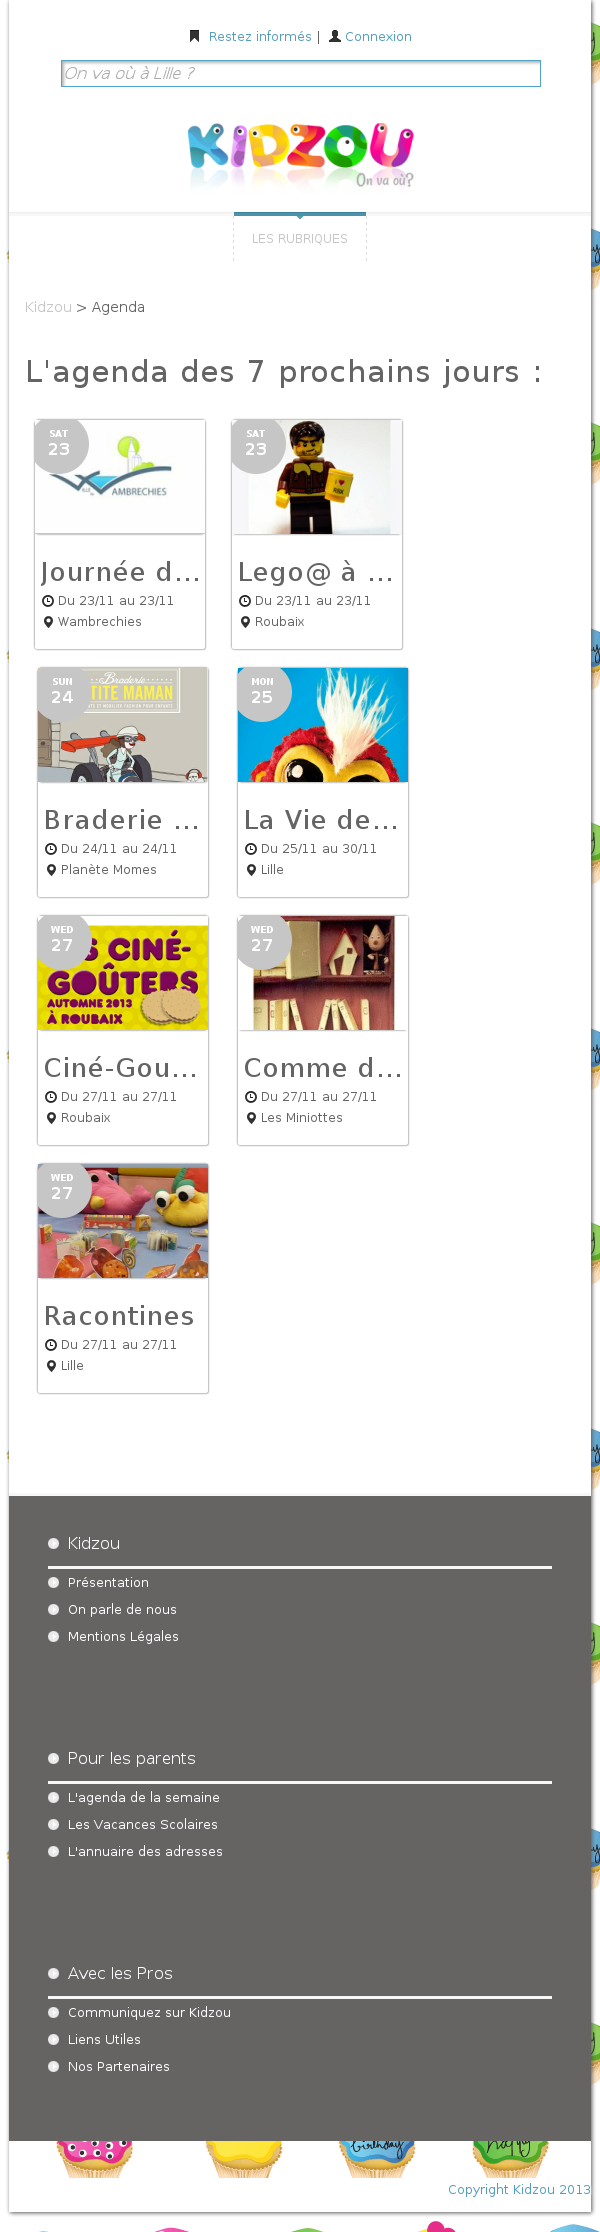 Restez informés | Connexion
On va où à Lille ?
KIDZOU
On va où?
LES RUBRIQUES
Kidzou > Agenda
L'agenda des 7 prochains jours :
SAT
23
AMBRECHIES
Journée d...
Du 23/11 au 23/11
Wambrechies
SAT
23
Lego@ à ...
Du 23/11 au 23/11
Roubaix
SUN
24
Braderie
TITE MAMAN
Braderie ...
Du 24/11 au 24/11
Planète Momes
MON
25
La Vie de...
Du 25/11 au 30/11
Lille
WED
27
S CINÉ-
GOÛTERS
AUTOMNE 2013
À ROUBAIX
Ciné-Gou...
Du 27/11 au 27/11
Roubaix
WED
27
Comme d...
Du 27/11 au 27/11
Les Miniottes
WED
27
Racontines
Du 27/11 au 27/11
Lille
Kidzou
Présentation
On parle de nous
Mentions Légales
Pour les parents
L'agenda de la semaine
Les Vacances Scolaires
L'annuaire des adresses
Avec les Pros
Communiquez sur Kidzou
Liens Utiles
Nos Partenaires
birthday
happy
Copyright Kidzou 2013